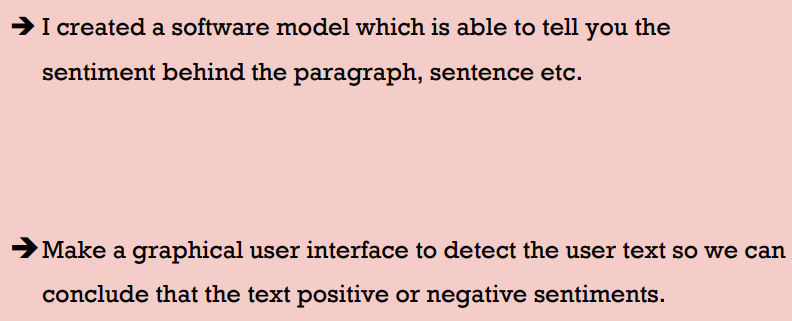 ➔ I created a software model which is able to tell you the
sentiment behind the paragraph, sentence etc.
➔ Make a graphical user interface to detect the user text so we can
conclude that the text positive or negative sentiments.